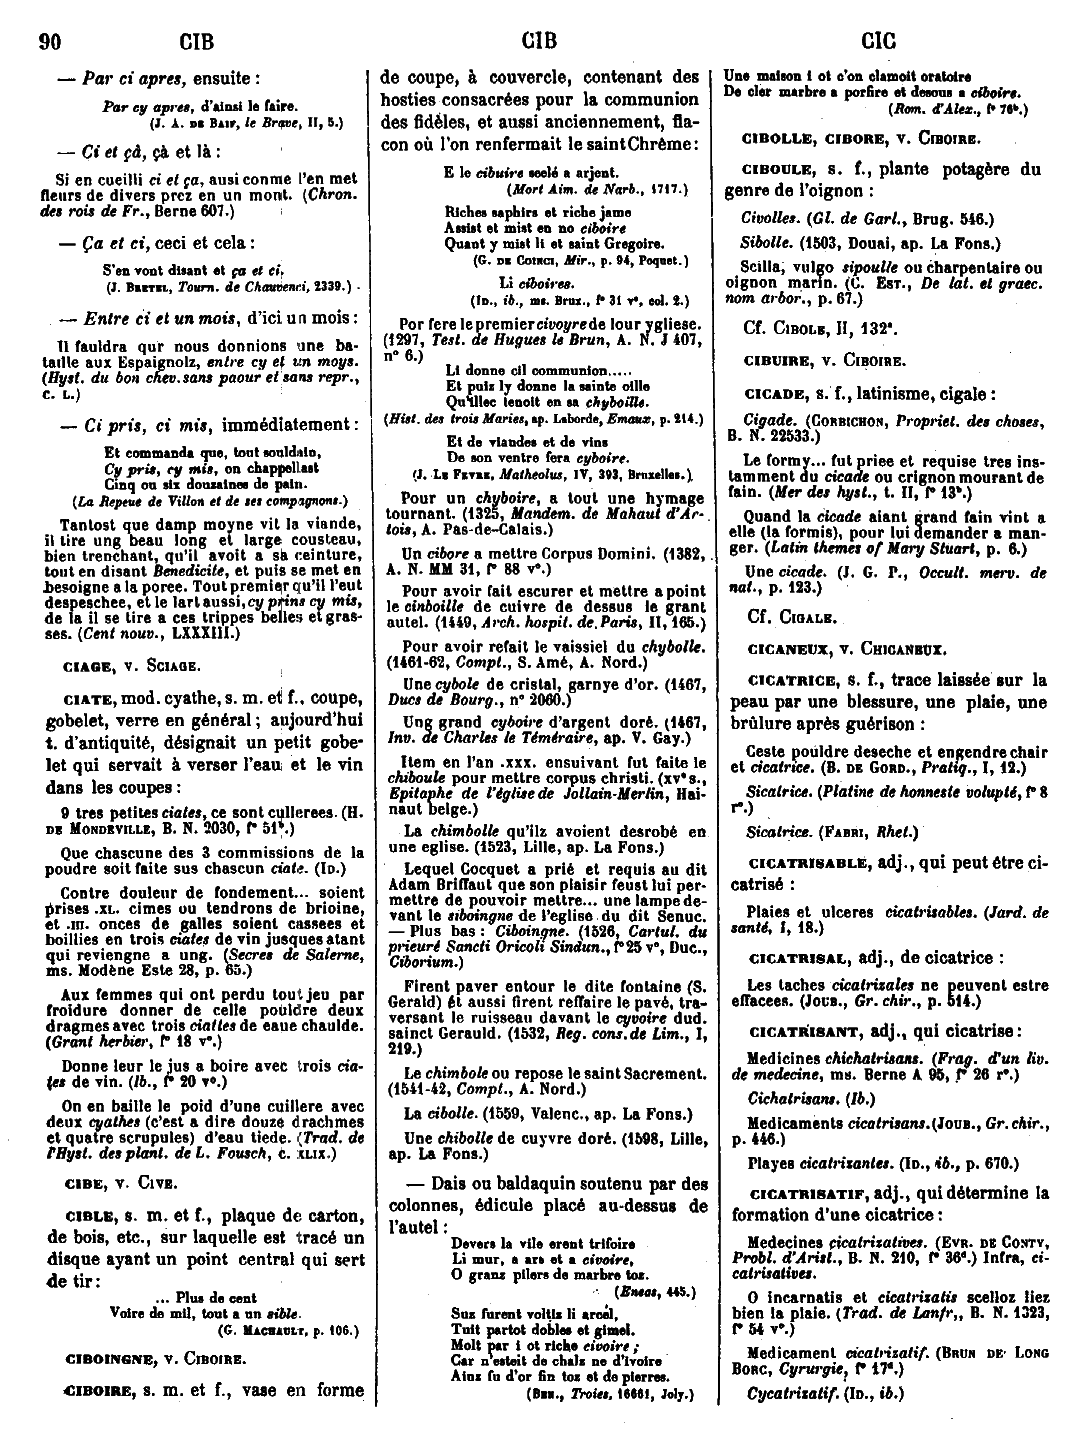 90 CIB CIB CIC
— Par ci apres, ensuite :
Par cy apres, d'ainsi le faire.
(J. A. DE BAIF, le Brave, II, 5.)
— Ci et çà, çà et là :
Si en cueilli ci et ça, ausi conme l'en met
fleurs de divers prez en un mont. (Chron.
des rois de Fr., Berne 607.)
— Ça et ci, ceci et cela :
S'en vont disant et ça et ci,
(J. BRETEL, Tourn. de Chauvenci, 2339.)
— Entre ci et un mois, d'ici un mois :
Il fauldra qur nous donnions une ba-
taille aux Espaignolz, entre cy et un moys.
(Hyst. du bon chev. sans paour et sans repr.,
c. L.)
— Ci pris, ci mis, immédiatement :
Et commanda que, tout souldain,
Cy pris, cy mis, on chappellast
Cinq ou six douzaines de pain.
(La Repeue de Villon et de ses compagnons.)
Tantost que damp moyne vit la viande,
il tire ung beau long et large cousteau,
bien trenchant, qu'il avoit a sa ceinture,
tout en disant Benedicite, et puis se met en
besoigne a la poree. Tout premier qu'il l'eut
despeschee, et le lart aussi, cy prins cy mis,
de la il se tire a ces trippes belles et gras-
ses. (Cent nouv., LXXXIII.)
CIAGE, v. SCIAGE.
CIATE, mod. cyathe, s. m. et f., coupe,
gobelet, verre en général ; aujourd'hui
t. d'antiquité, désignait un petit gobe-
let qui servait à verser l'eau et le vin
dans les coupes :
9 tres petites ciates, ce sont cullerees. (H.
DE MONDEVILLE, B. N. 2030, f° 51b.)
Que chascune des 3 commissions de la
poudre soit faite sus chascun ciate. (ID.)
Contre douleur de fondement... soient
prises .XL. cimes ou tendrons de brioine,
et .III. onces de galles soient cassees et
boillies en trois ciates de vin jusques atant
qui reviengne a ung. (Secres de Salerne,
ms. Modène Este 28, p. 65.)
Aux femmes qui ont perdu tout jeu par
froidure donner de celle pouldre deux
dragmes avec trois ciattes de eaue chaulde.
(Grant herbier, f° 18 v°.)
Donne leur le jus a boire avec trois cia-
tes de vin. (Ib., f° 20 v°.)
On en baille le poid d'une cuillere avec
deux cyathes (c'est a dire douze drachmes
et quatre scrupules) d'eau tiede. (Trad. de
l'Hyst. des plant. de L. Fousch, c. XLIX.)
CIBE, v. CIVE.
CIBLE, s. m. et f., plaque de carton,
de bois, etc., sur laquelle est tracé un
disque ayant un point central qui sert
de tir :
... Plus de cent
Voire de mil, tout a un sible.
(G. MACHAULT, p. 106.)
CIBOINGNE, v. CIBOIRE.
CIBOIRE, s. m. et f., vase en forme
de coupe, à couvercle, contenant des
hosties consacrées pour la communion
des fidèles, et aussi anciennement, fla-
con où l'on renfermait le saint Chrême :
E le cibuire seelé a arjent.
(Mort Aim. de Narb., 1717.)
Riches saphirs et riche jame
Assist et mist en no ciboire
Quant y mist li et saint Gregoire.
(G. DE COINCI, Mir., p. 94, Poquet.)
Li ciboires.
(ID., ib., ms. Brux., f° 31 v°, col. 2.)
Por fere le premier civoyre de lour ygliese.
(1297, Test. de Hugues le Brun, A. N. J 407,
n° 6.)
Li donne cil communion.....
Et puiz ly donne la sainte oille
Qu'illec tenoit en sa chyboille.
(Hist. des trois Maries, ap. Laborde, Emaux, p. 214.)
Et de viandes et de vins
De son ventre fera cyboire.
(J. LE FEVRE, Matheolus, IV, 393, Bruxelles.)
Pour un chyboire, a tout une hymage
tournant. (1325, Mandem. de Mahaut d'Ar-
tois, A. Pas-de-Calais.)
Un cibore a mettre Corpus Domini. (1382,
A. N. MM 31, f° 88 v°.)
Pour avoir fait escurer et mettre a point
le cinboille de cuivre de dessus le grant
autel. (1449, Arch. hospit. de Paris, II, 165.)
Pour avoir refait le vaissiel du chybolle.
(1461-62, Compt., S. Amé, A. Nord.)
Une cybole de cristal, garnye d'or. (1467,
Ducs de Bourg., n° 2060.)
Ung grand cyboire d'argent doré. (1467,
Inv. de Charles le Téméraire, ap. V. Gay.)
Item en l'an .xxx. ensuivant fut faite le
chiboule pour mettre corpus christi. (xve s.,
Epitaphe de l'église de Jollain-Merlin, Hai-
naut belge.)
La chimbolle qu'ilz avoient desrobé en
une eglise. (1523, Lille, ap. La Fons.)
Lequel Cocquet a prié et requis au dit
Adam Briffaut que son plaisir feust lui per-
mettre de pouvoir mettre... une lampe de-
vant le siboingne de l'eglise du dit Senuc.
— Plus bas : Ciboingne. (1526, Cartul. du
prieuré Sancti Oricoli Sindun., f° 25 v°, Duc.,
Ciborium.)
Firent paver entour le dite fontaine (S.
Gerald) et aussi firent reffaire le pavé, tra-
versant le ruisseau davant le cyvoire dud.
sainct Gerauld. (1532, Reg. cons. de Lim., I,
219.)
Le chimbole ou repose le saint Sacrement.
(1541-42, Compt., A. Nord.)
La cibolle. (1559, Valenc., ap. La Fons.)
Une chibolle de cuyvre doré. (1598, Lille,
ap. La Fons.)
— Dais ou baldaquin soutenu par des
colonnes, édicule placé au-dessus de
l'autel :
Devers la vile erent trifoire
Li mur, a ars et a civoire,
O granz pilers de marbre toz.
(Eneas, 445.)
Suz furent voltiz li arcel,
Tuit partot dobles et gimel.
Molt par i ot riche civoire ;
Car n'esteit de chalz ne d'ivoire
Ainz fu d'or fin toz et de pierres.
(BEN., Troies, 16661, Joly.)
Une maison i ot c'on clamoit oratoire
De cler marbre a porfire et desous a ciboire.
(Rom. d'Alex., f° 76b.)
CIBOLLE, CIBORE, v. CIBOIRE.
CIBOULE, s. f., plante potagère du
genre de l'oignon :
Civolles. (Gl. de Garl., Brug. 546.)
Sibolle. (1503, Douai, ap. La Fons.)
Scilla, vulgo sipoulle ou charpentaire ou
oignon marin. (C. EST., De lat. et graec.
nom arbor., p. 67.)
Cf. CIBOLE, II, 132a.
CIBUIRE, v. CIBOIRE.
CICADE, s. f., latinisme, cigale :
Cigade. (CORBICHON, Propriet. des choses,
B. N. 22533.)
Le formy... fut priee et requise tres ins-
tamment du cicade ou crignon mourant de
fain. (Mer des hyst., t. II, f° 13b.)
Quand la cicade aiant grand fain vint a
elle (la formis), pour lui demander a man-
ger. (Latin themes of Mary Stuart, p. 6.)
Une cicade. (J. G. P., Occult. merv. de
nat., p. 123.)
Cf. CIGALE.
CICANEUX, v. CHICANEUX.
CICATRICE, s. f., trace laissée sur la
peau par une blessure, une plaie, une
brûlure après guérison :
Ceste pouldre deseche et engendre chair
et cicatrice. (B. DE GORD., Pratiq., I, 12.)
Sicatrice. (Platine de honneste volupté, f° 8
r°.)
Sicatrice. (FABRI, Rhet.)
CICATRISABLE, adj., qui peut être ci-
catrisé :
Plaies et ulceres cicatrisables. (Jard. de
santé, I, 18.)
CICATRISAL, adj., de cicatrice :
Les taches cicatrizales ne peuvent estre
effacees. (JOUB., Gr. chir., p. 514.)
CICATRISANT, adj., qui cicatrise :
Medicines chichatrisans. (Frag. d'un liv.
de medecine, ms. Berne A 95, f° 26 r°.)
Cichatrisans. (Ib.)
Medicaments cicatrisans. (JOUB., Gr. chir.,
p. 446.)
Playes cicatrizantes. (ID., ib., p. 670.)
CICATRISATIF, adj., qui détermine la
formation d'une cicatrice :
Medecines cicatrizatives. (EVR. DE CONTY,
Probl. d'Arist., B. N. 210, f° 36d.) Infra, ci-
catrisatives.
O incarnatis et cicatrizatis scelloz liez
bien la plaie. (Trad. de Lanfr., B. N. 1323,
f° 54 v°.)
Medicament cicatrizatif. (BRUN DE LONG
BORC, Cyrurgie, f° 17d.)
Cycatrizatif. (ID., ib.)